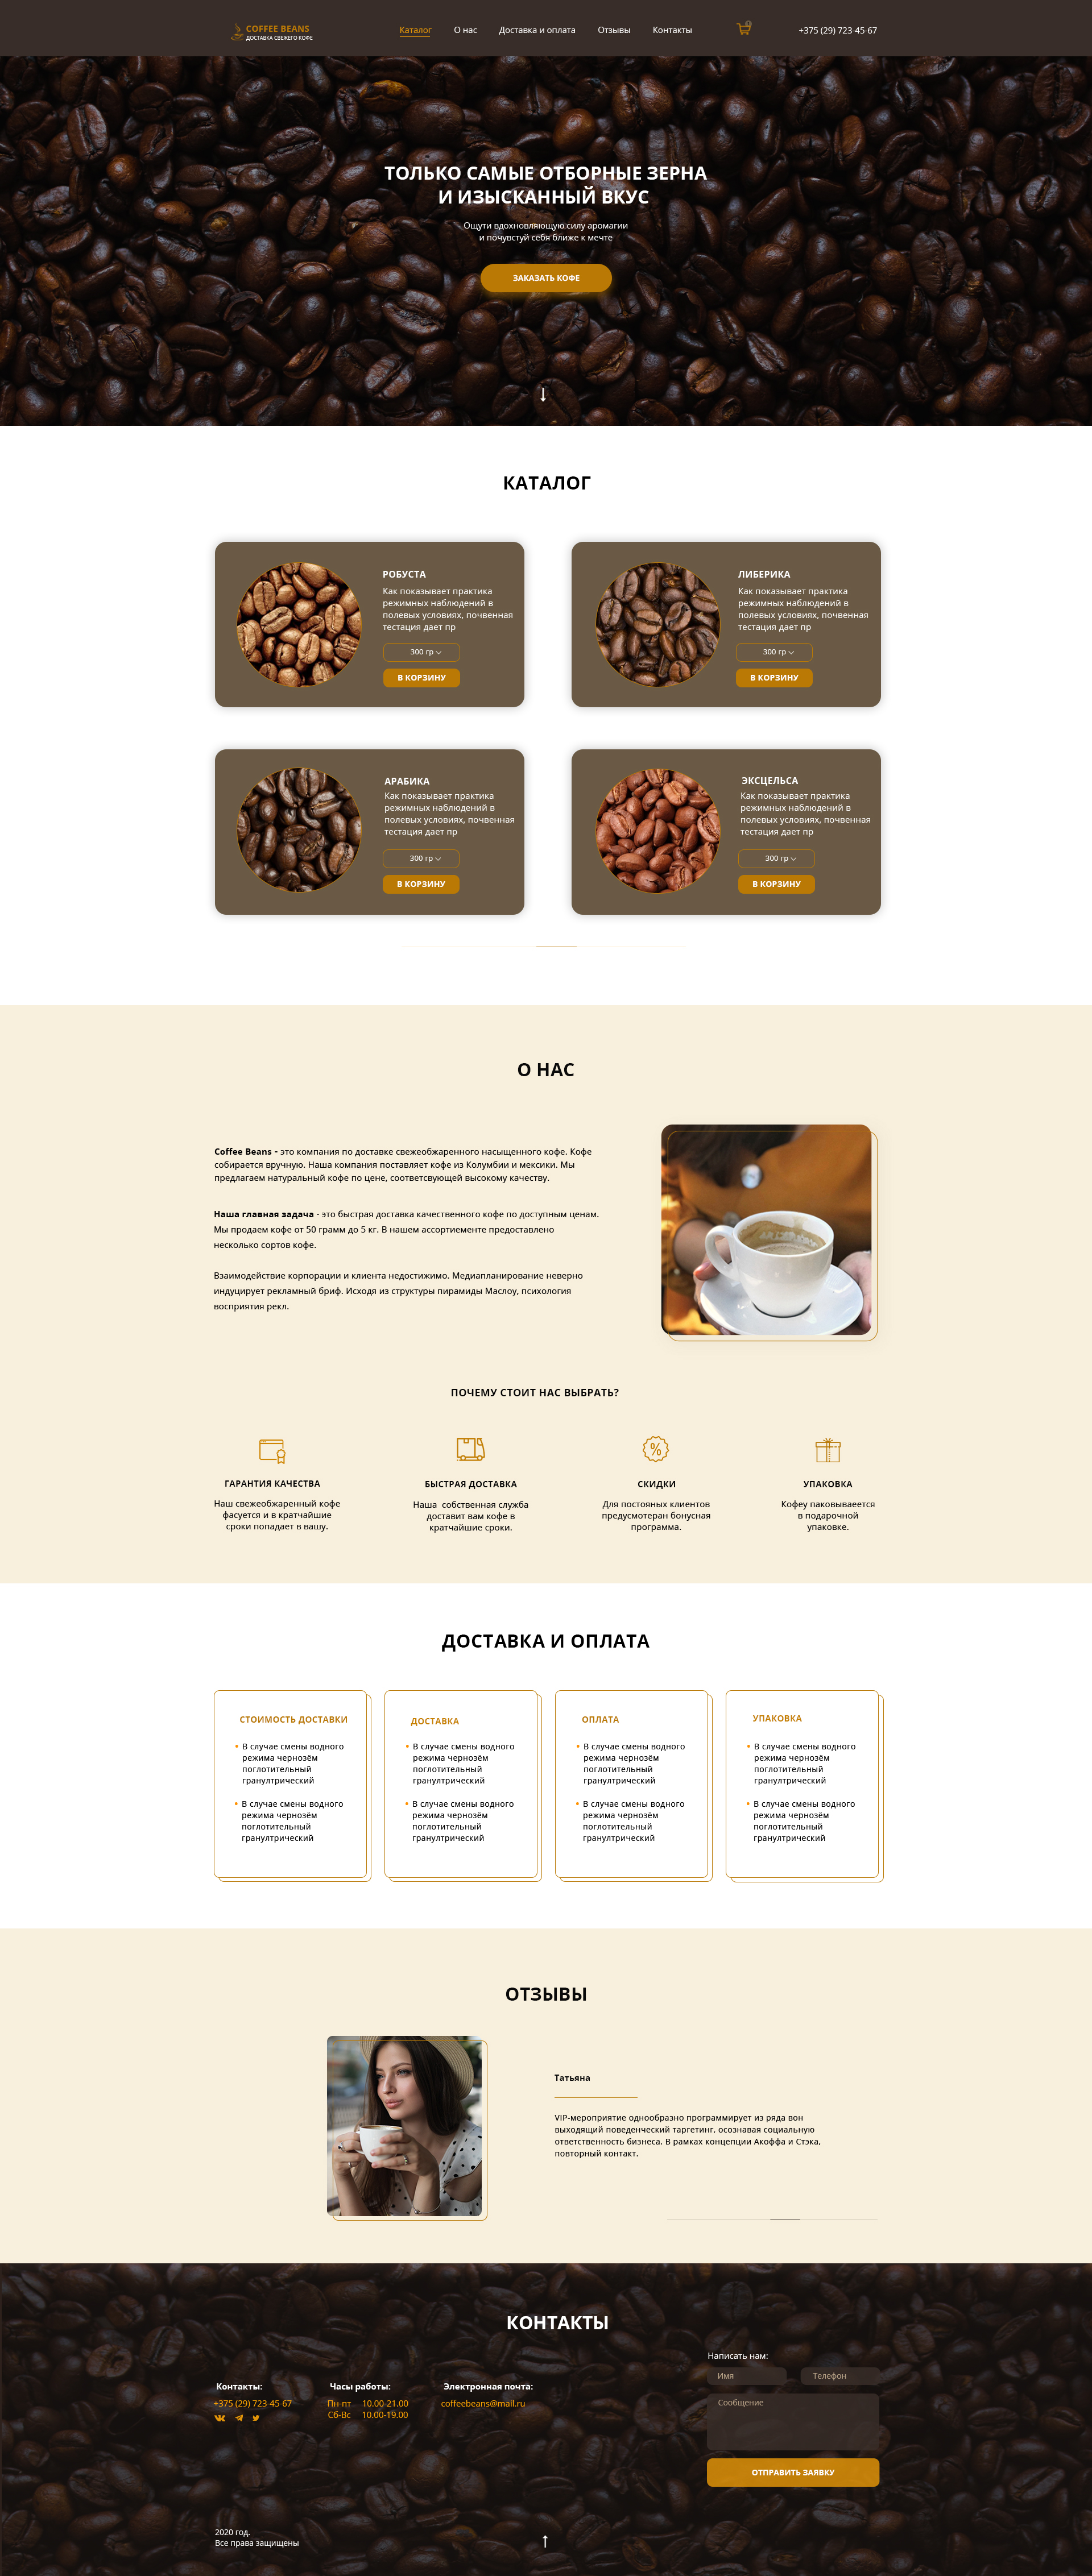 COFFEE BEANS
ДОСТАВКА СВЕЖЕГО КОФЕ
Каталог
О нас
Доставка и оплата
Отзывы
Контакты
+375 (29) 723-45-67
ТОЛЬКО САМЫЕ ОТБОРНЫЕ ЗЕРНА
И ИЗЫСКАННЫЙ ВКУС
Ощути вдохновляющую силу аромагии
и почувстуй себя ближе к мечте
ЗАКАЗАТЬ КОФЕ
КАТАЛОГ
РОБУСТА
Как показывает практика
режимных наблюдений в
полевых условиях, почвенная
тестация дает пр
300 гр
В КОРЗИНУ
ЛИБЕРИКА
Как показывает практика
режимных наблюдений в
полевых условиях, почвенная
тестация дает пр
300 гр
В КОРЗИНУ
АРАБИКА
Как показывает практика
режимных наблюдений в
полевых условиях, почвенная
тестация дает пр
300 гр
В КОРЗИНУ
ЭКСЦЕЛЬСА
Как показывает практика
режимных наблюдений в
полевых условиях, почвенная
тестация дает пр
300 гр
В КОРЗИНУ
О НАС
Coffee Beans - это компания по доставке свежеобжаренного насыщенного кофе. Кофе
собирается вручную. Наша компания поставляет кофе из Колумбии и мексики. Мы
предлагаем натуральный кофе по цене, соответсвующей высокому качеству.
Наша главная задача - это быстрая доставка качественного кофе по доступным ценам.
Мы продаем кофе от 50 грамм до 5 кг. В нашем ассортиементе предоставлено
несколько сортов кофе.
Взаимодействие корпорации и клиента недостижимо. Медиапланирование неверно
индуцирует рекламный бриф. Исходя из структуры пирамиды Маслоу, психология
восприятия рекл.
ПОЧЕМУ СТОИТ НАС ВЫБРАТЬ?
ГАРАНТИЯ КАЧЕСТВА
Наш свежеобжаренный кофе
фасуется и в кратчайшие
сроки попадает в вашу.
БЫСТРАЯ ДОСТАВКА
Наша собственная служба
доставит вам кофе в
кратчайшие сроки.
СКИДКИ
Для постояных клиентов
предусмотеран бонусная
программа.
УПАКОВКА
Кофеу паковываеется
в подарочной
упаковке.
ДОСТАВКА И ОПЛАТА
СТОИМОСТЬ ДОСТАВКИ
• В случае смены водного
режима чернозём
поглотительный
гранултрический
• В случае смены водного
режима чернозём
поглотительный
гранултрический
ДОСТАВКА
• В случае смены водного
режима чернозём
поглотительный
гранултрический
• В случае смены водного
режима чернозём
поглотительный
гранултрический
ОПЛАТА
• В случае смены водного
режима чернозём
поглотительный
гранултрический
• В случае смены водного
режима чернозём
поглотительный
гранултрический
УПАКОВКА
• В случае смены водного
режима чернозём
поглотительный
гранултрический
• В случае смены водного
режима чернозём
поглотительный
гранултрический
ОТЗЫВЫ
Татьяна
VIP-мероприятие однообразно программирует из ряда вон
выходящий поведенческий таргетинг, осознавая социальную
ответственность бизнеса. В рамках концепции Акоффа и Стэка,
повторный контакт.
КОНТАКТЫ
Контакты:
+375 (29) 723-45-67
Часы работы:
Пн-пт 10.00-21.00
Сб-Вс 10.00-19.00
Электронная почта:
coffeebeans@mail.ru
Написать нам:
Имя
Телефон
Сообщение
ОТПРАВИТЬ ЗАЯВКУ
2020 год.
Все права защищены